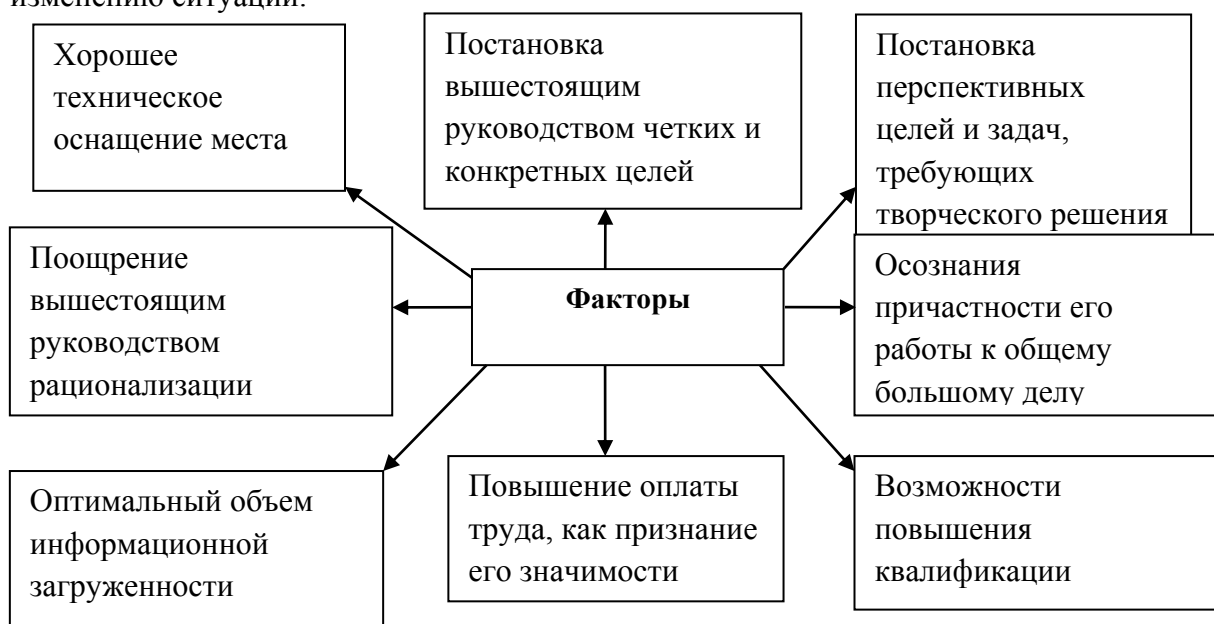 изменению ситуации.
Хорошее
техническое
оснащение места
Постановка
вышестоящим
руководством четких и
конкретных целей
Постановка
перспективных
целей и задач,
требующих
творческого решения
Поощрение
вышестоящим
руководством
рационализации
Факторы
Осознания
причастности его
работы к общему
большому делу
Оптимальный объем
информационной
загруженности
Повышение оплаты
труда, как признание
его значимости
Возможности
повышения
квалификации